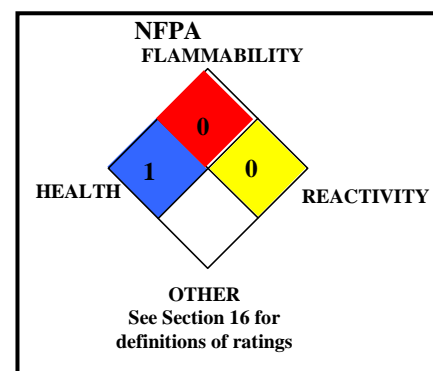 NFPA
FLAMMABILITY
0
1
0
HEALTH
REACTIVITY
OTHER
See Section 16 for
definitions of ratings